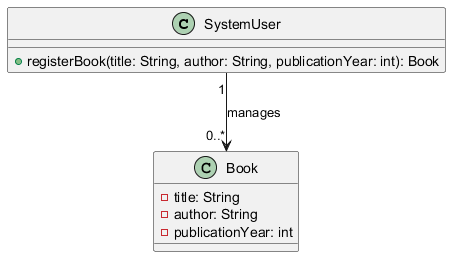 C SystemUser
registerBook(title: String, author: String, publicationYear: int): Book
1
manages
0..*
C Book
title: String
author: String
publicationYear: int